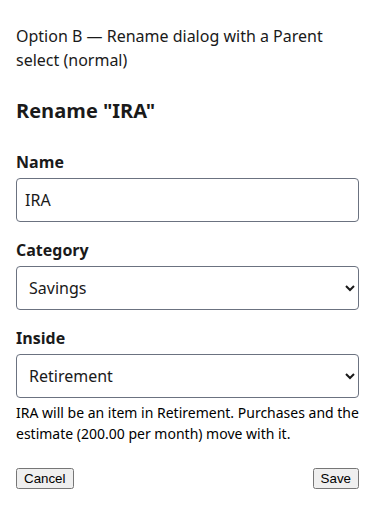 Option B — Rename dialog with a Parent
select (normal)
Rename "IRA"
Name
IRA
Category
Savings
Inside
Retirement
IRA will be an item in Retirement. Purchases and the
estimate (200.00 per month) move with it.
Cancel
Save